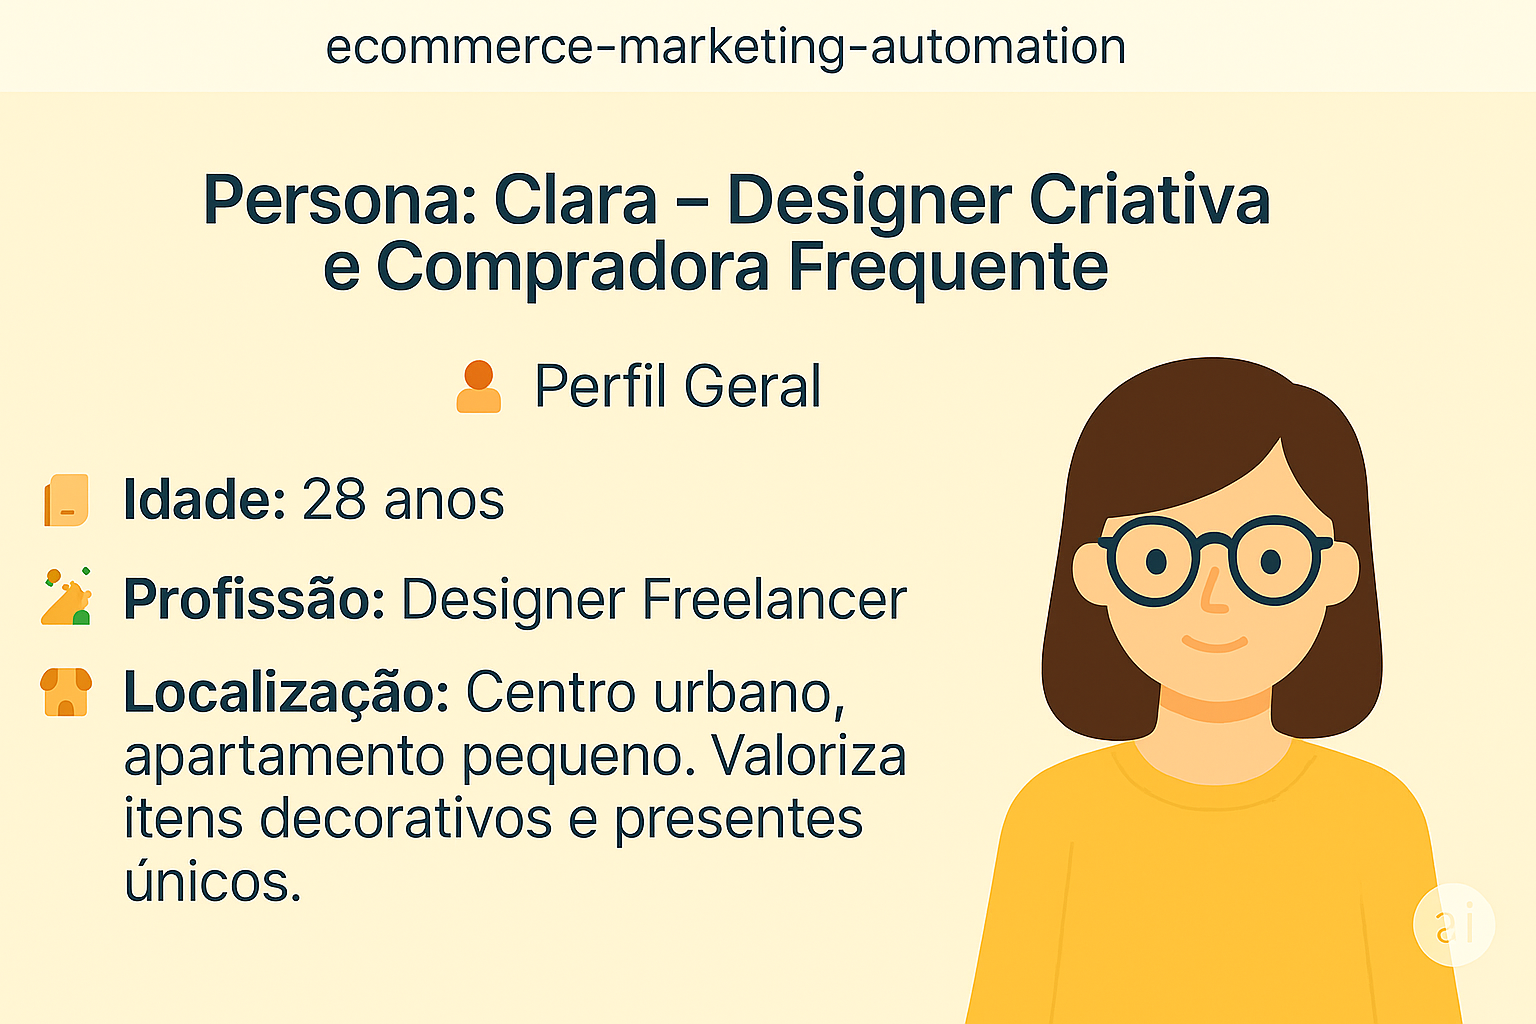 ecommerce-marketing-automation
Persona: Clara – Designer Criativa
e Compradora Frequente
Perfil Geral
Idade: 28 anos
Profissão: Designer Freelancer
Localização: Centro urbano,
apartamento pequeno. Valoriza
itens decorativos e presentes
únicos.